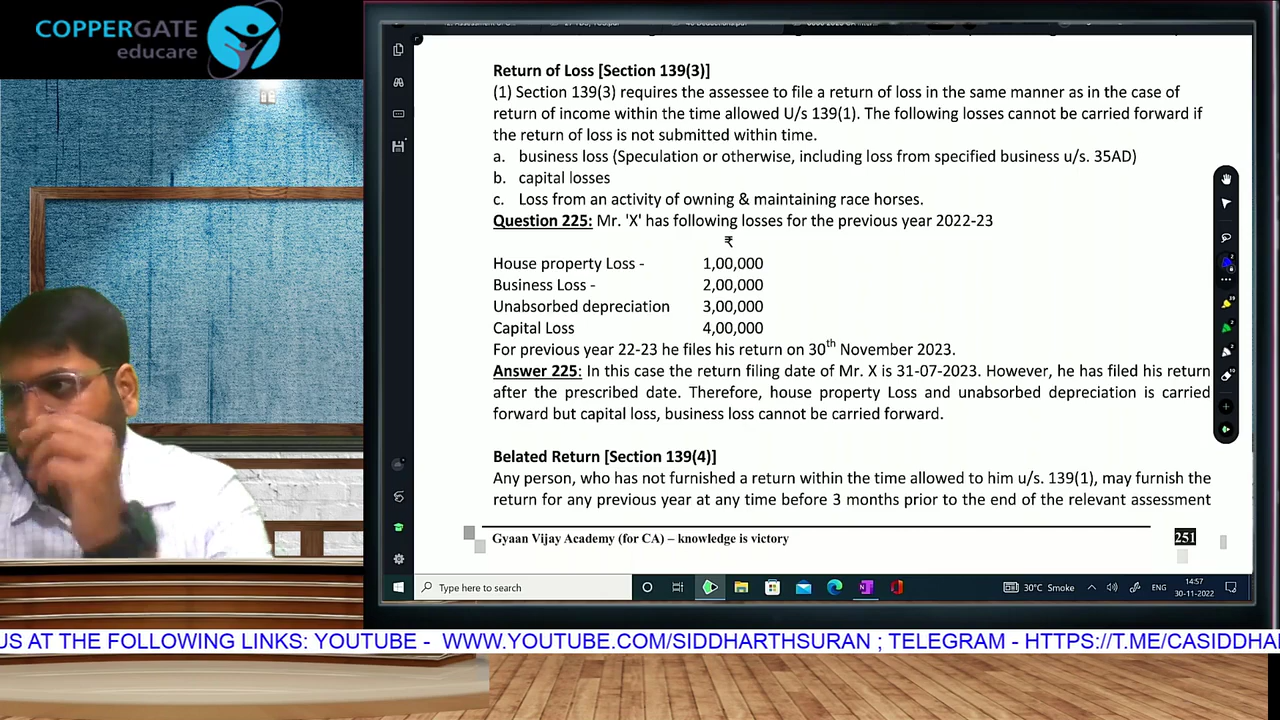 COPPERGATE
educare
Return of Loss [Section 139(3)]
(1) Section 139(3) requires the assessee to file a return of loss in the same manner as in the case of
return of income within the time allowed U/s 139(1). The following losses cannot be carried forward if
the return of loss is not submitted within time.
a. business loss (Speculation or otherwise, including loss from specified business u/s. 35AD)
b. capital losses
c. Loss from an activity of owning & maintaining race horses.
Question 225: Mr. 'X' has following losses for the previous year 2022-23
₹
House property Loss - 1,00,000
Business Loss - 2,00,000
Unabsorbed depreciation 3,00,000
Capital Loss 4,00,000
For previous year 22-23 he files his return on 30th November 2023.
Answer 225: In this case the return filing date of Mr. X is 31-07-2023. However, he has filed his return
after the prescribed date. Therefore, house property Loss and unabsorbed depreciation is carried
forward but capital loss, business loss cannot be carried forward.
Belated Return [Section 139(4)]
Any person, who has not furnished a return within the time allowed to him u/s. 139(1), may furnish the
return for any previous year at any time before 3 months prior to the end of the relevant assessment
Gyaan Vijay Academy (for CA) – knowledge is victory 251
Type here to search
30°C Smoke
ENG
14:57
30-11-2022
US AT THE FOLLOWING LINKS: YOUTUBE - WWW.YOUTUBE.COM/SIDDHARTHSURAN ; TELEGRAM - HTTPS://T.ME/CASIDDHA